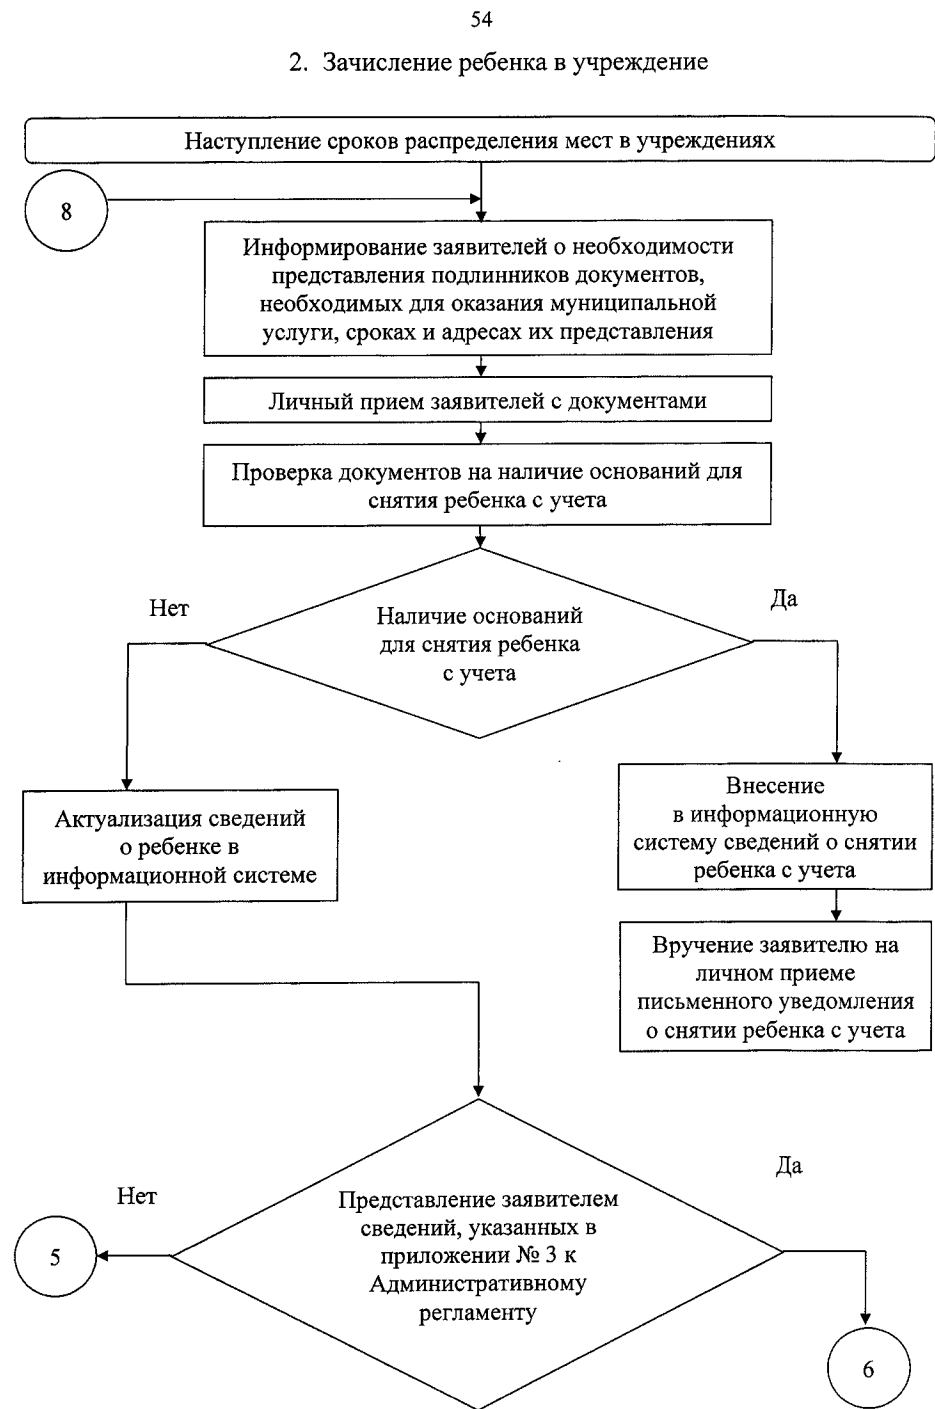 54
2. Зачисление ребенка в учреждение
Наступление сроков распределения мест в учреждениях
8
Информирование заявителей о необходимости
представления подлинников документов,
необходимых для оказания муниципальной
услуги, сроках и адресах их представления
Личный прием заявителей с документами
Проверка документов на наличие оснований для
снятия ребенка с учета
Нет
Да
Наличие оснований
для снятия ребенка
с учета
Актуализация сведений
о ребенке в
информационной системе
Внесение
в информационную
систему сведений о снятии
ребенка с учета
Вручение заявителю на
личном приеме
письменного уведомления
о снятии ребенка с учета
Нет
Да
Представление заявителем
сведений, указанных в
приложении № 3 к
Административному
регламенту
5
6